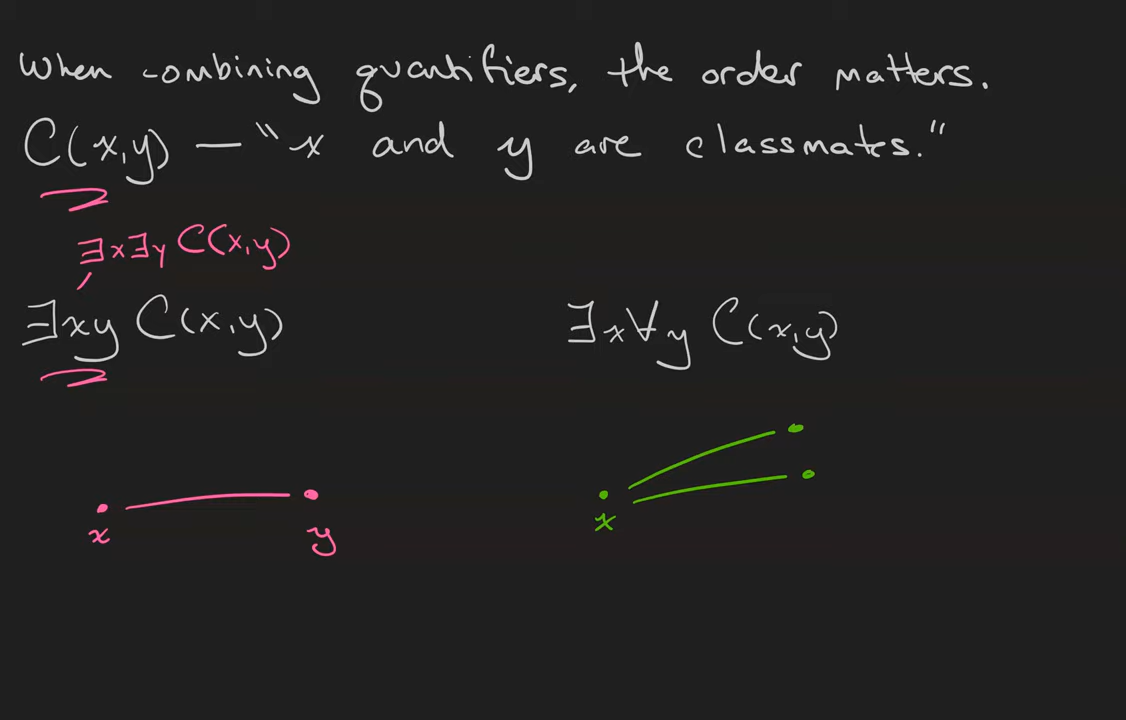 When combining quantifiers, the order matters.
C(x,y) — "x and y are classmates."
∃x∃y C(x,y)
∃xy C(x,y)
∃x∀y C(x,y)
x
y
x